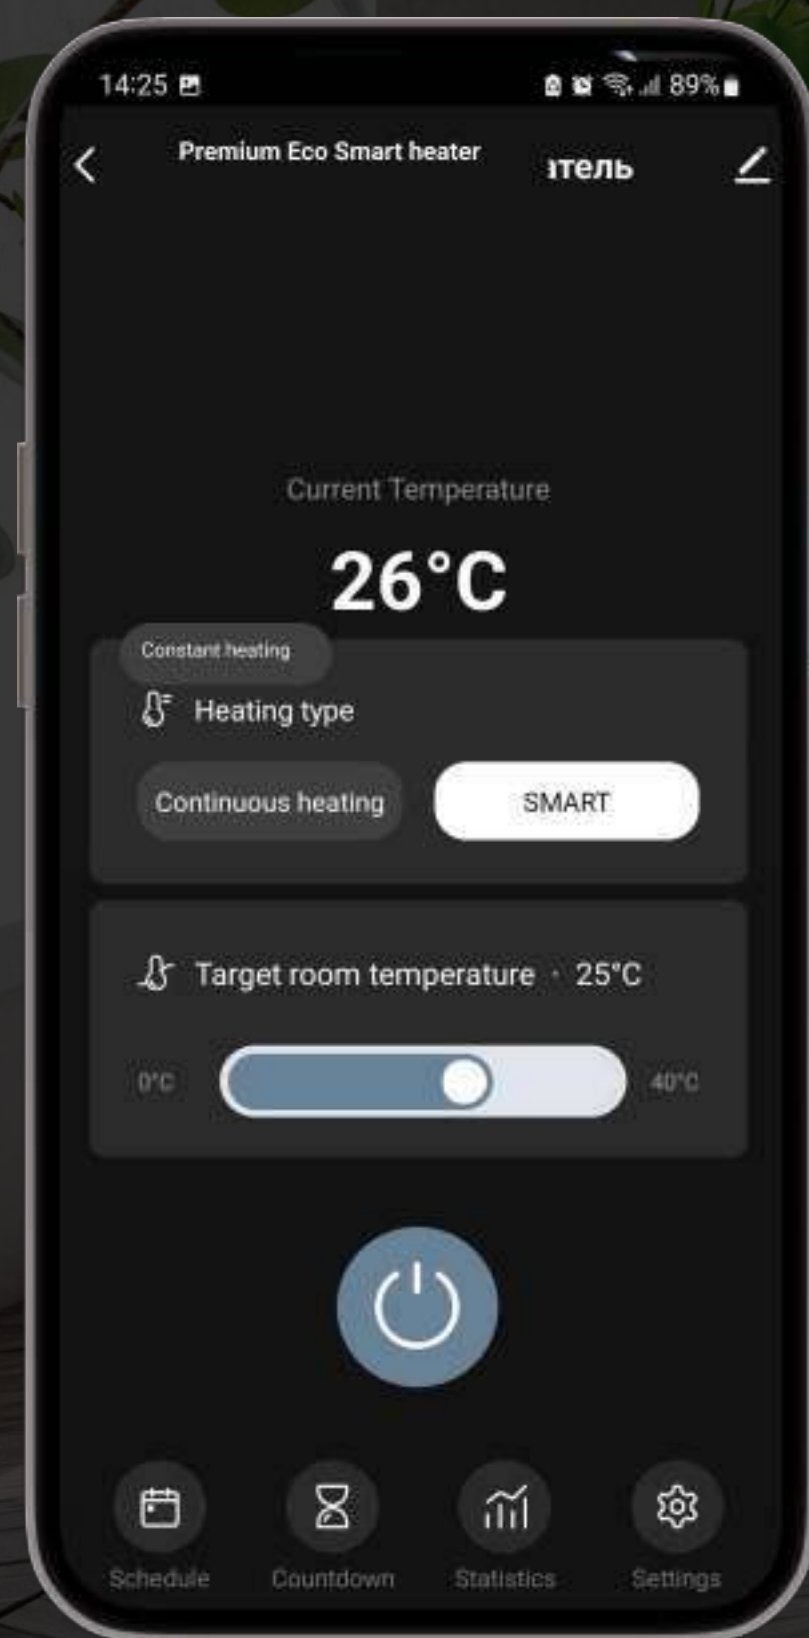 14:25 89%
Premium Eco Smart heater
атель
Current Temperature
26°C
Constant heating
Heating type
Continuous heating SMART
Target room temperature · 25°C
0°C 40°C
Schedule Countdown Statistics Settings